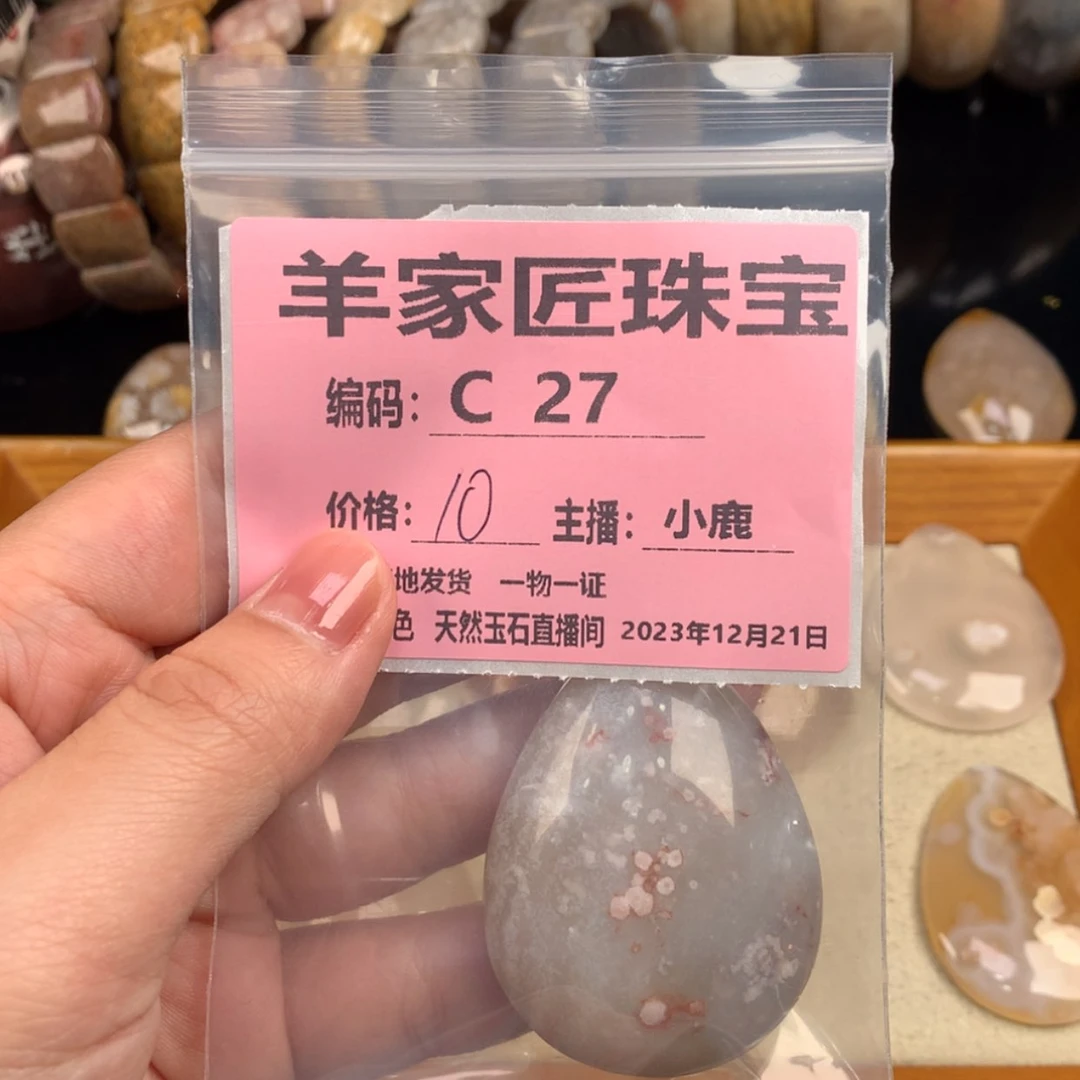 羊家匠珠宝
编码: C 27
价格: 10 主播: 小鹿
地发货 一物一证
色 天然玉石直播间 2023年12月21日